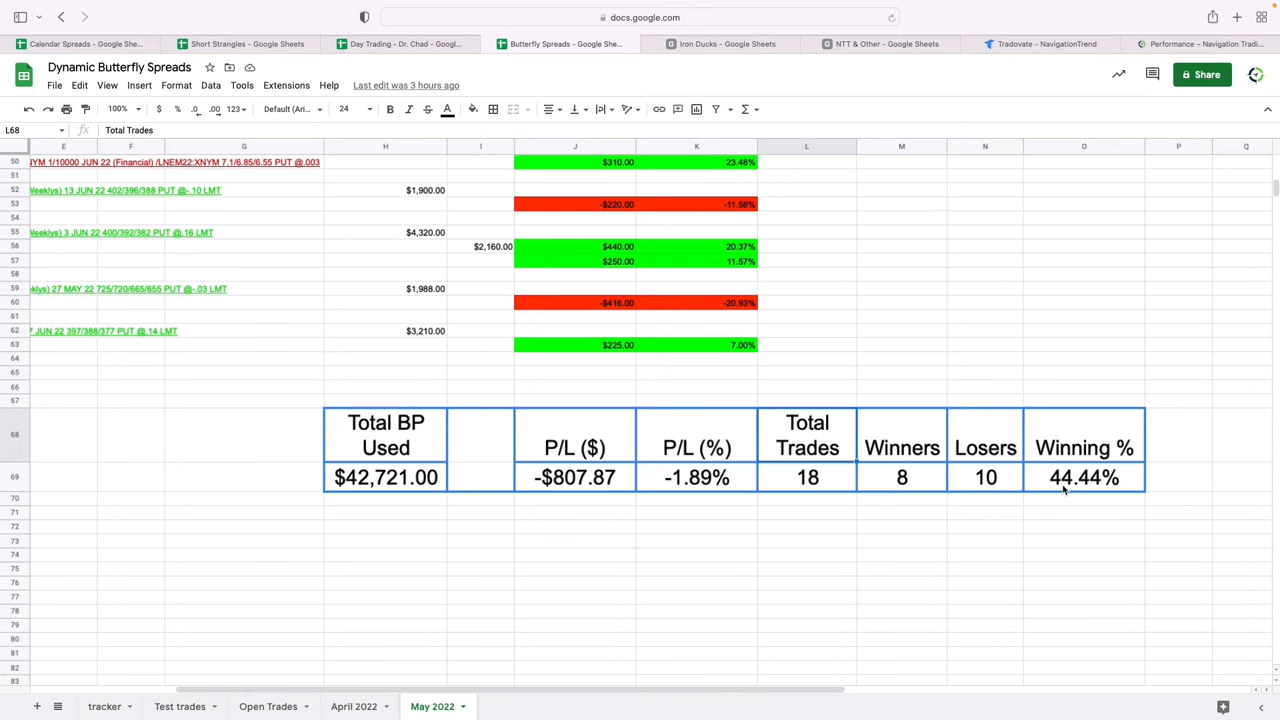 docs.google.com
Calendar Spreads - Google She...
Short Strangles - Google Sheets
Day Trading - Dr. Chad - Googl...
Butterfly Spreads - Google She...
Iron Ducks - Google Sheets
NTT & Other - Google Sheets
Tradovate - NavigationTrend
Performance – Navigation Tradi...
Dynamic Butterfly Spreads
File Edit View Insert Format Data Tools Extensions Help Last edit was 3 hours ago
Share
100% $ % .0 .00 123 Default (Ari... 24 B I S A
L68 fx Total Trades
E F G H I J K L M N O P Q
50 NYM 1/10000 JUN 22 (Financial) /LNEM22:XNYM 7.1/6.85/6.55 PUT @.003 $310.00 23.48%
51
52 Weeklys) 13 JUN 22 402/396/388 PUT @-.10 LMT $1,900.00
53 -$220.00 -11.58%
54
55 Weeklys) 3 JUN 22 400/392/382 PUT @.16 LMT $4,320.00
56 $2,160.00 $440.00 20.37%
57 $250.00 11.57%
58
59 klys) 27 MAY 22 725/720/665/655 PUT @-.03 LMT $1,988.00
60 -$416.00 -20.93%
61
62 7 JUN 22 397/388/377 PUT @.14 LMT $3,210.00
63 $225.00 7.00%
64
65
66
67
68 Total BP Used P/L ($) P/L (%) Total Trades Winners Losers Winning %
69 $42,721.00 -$807.87 -1.89% 18 8 10 44.44%
70
71
72
73
74
75
76
77
78
79
80
81
82
83
tracker Test trades Open Trades April 2022 May 2022